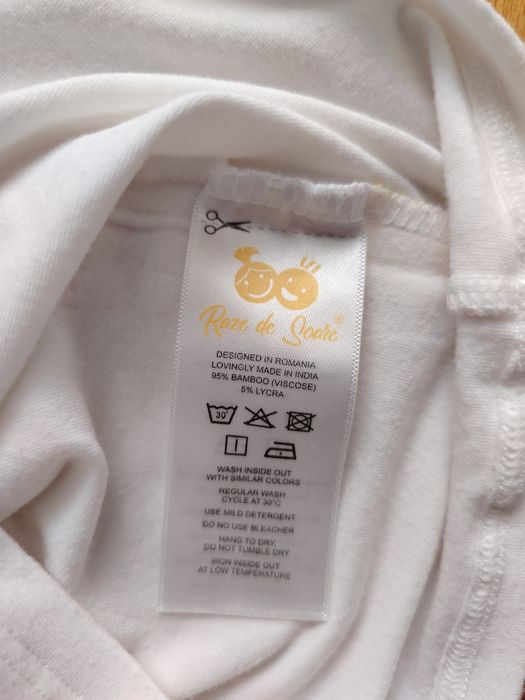 Raze de Soare®
DESIGNED IN ROMANIA
LOVINGLY MADE IN INDIA
95% BAMBOO (VISCOSE)
5% LYCRA
30°
WASH INSIDE OUT
WITH SIMILAR COLORS
REGULAR WASH
CYCLE AT 30°C
USE MILD DETERGENT
DO NO USE BLEACHER
HANG TO DRY.
DO NOT TUMBLE DRY
IRON INSIDE OUT
AT LOW TEMPERATURE